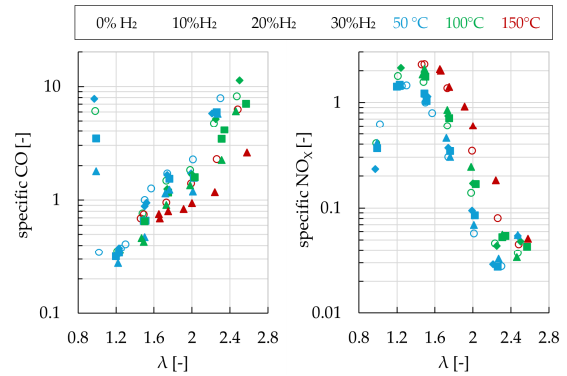 0% H₂ 10%H₂ 20%H₂ 30%H₂ 50 °C 100°C 150°C
specific CO [-]
10
1
0.1
0.8 1.2 1.6 2 2.4 2.8
λ [-]
specific NOX [-]
1
0.1
0.01
0.8 1.2 1.6 2 2.4 2.8
λ [-]